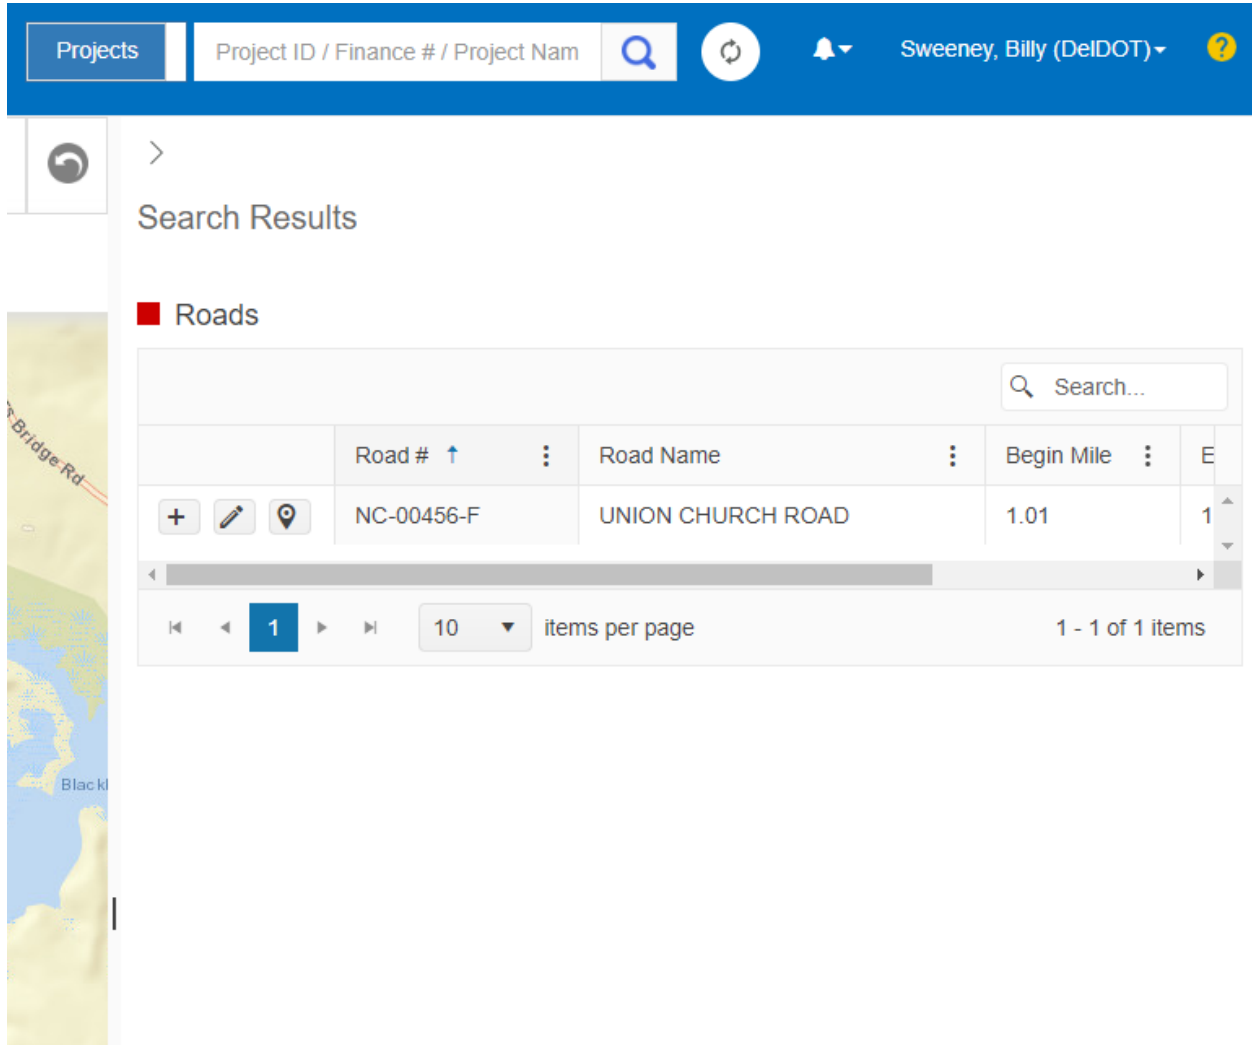 Projects
Project ID / Finance # / Project Nam
Sweeney, Billy (DelDOT)
?
Search Results
Roads
Search...
Road #
Road Name
Begin Mile
E
NC-00456-F
UNION CHURCH ROAD
1.01
1
1
10
items per page
1 - 1 of 1 items
Bridge Rd
Blackl